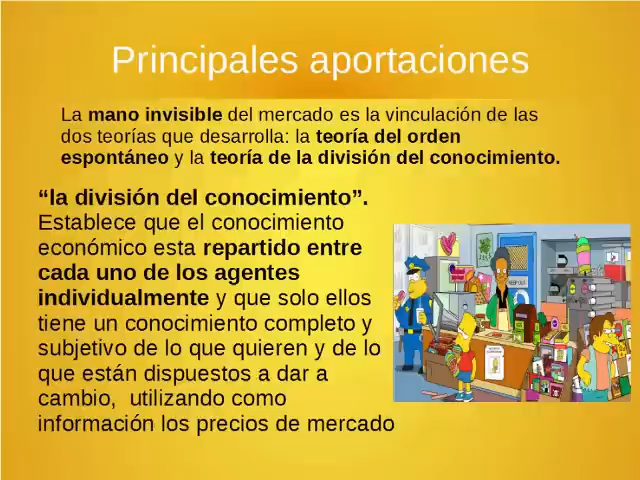 Principales aportaciones
La mano invisible del mercado es la vinculación de las
dos teorías que desarrolla: la teoría del orden
espontáneo y la teoría de la división del conocimiento.
“la división del conocimiento”.
Establece que el conocimiento
económico esta repartido entre
cada uno de los agentes
individualmente y que solo ellos
tiene un conocimiento completo y
subjetivo de lo que quieren y de lo
que están dispuestos a dar a
cambio, utilizando como
información los precios de mercado